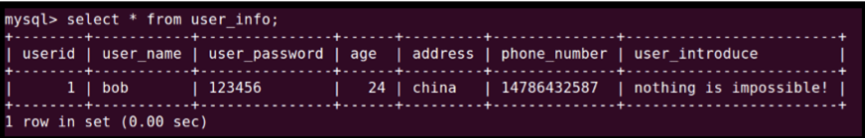 mysql> select * from user_info;
+--------+-----------+---------------+------+---------+--------------+------------------------+
| userid | user_name | user_password | age  | address | phone_number | user_introduce         |
+--------+-----------+---------------+------+---------+--------------+------------------------+
|      1 | bob       | 123456        |   24 | china   | 14786432587  | nothing is impossible! |
+--------+-----------+---------------+------+---------+--------------+------------------------+
1 row in set (0.00 sec)